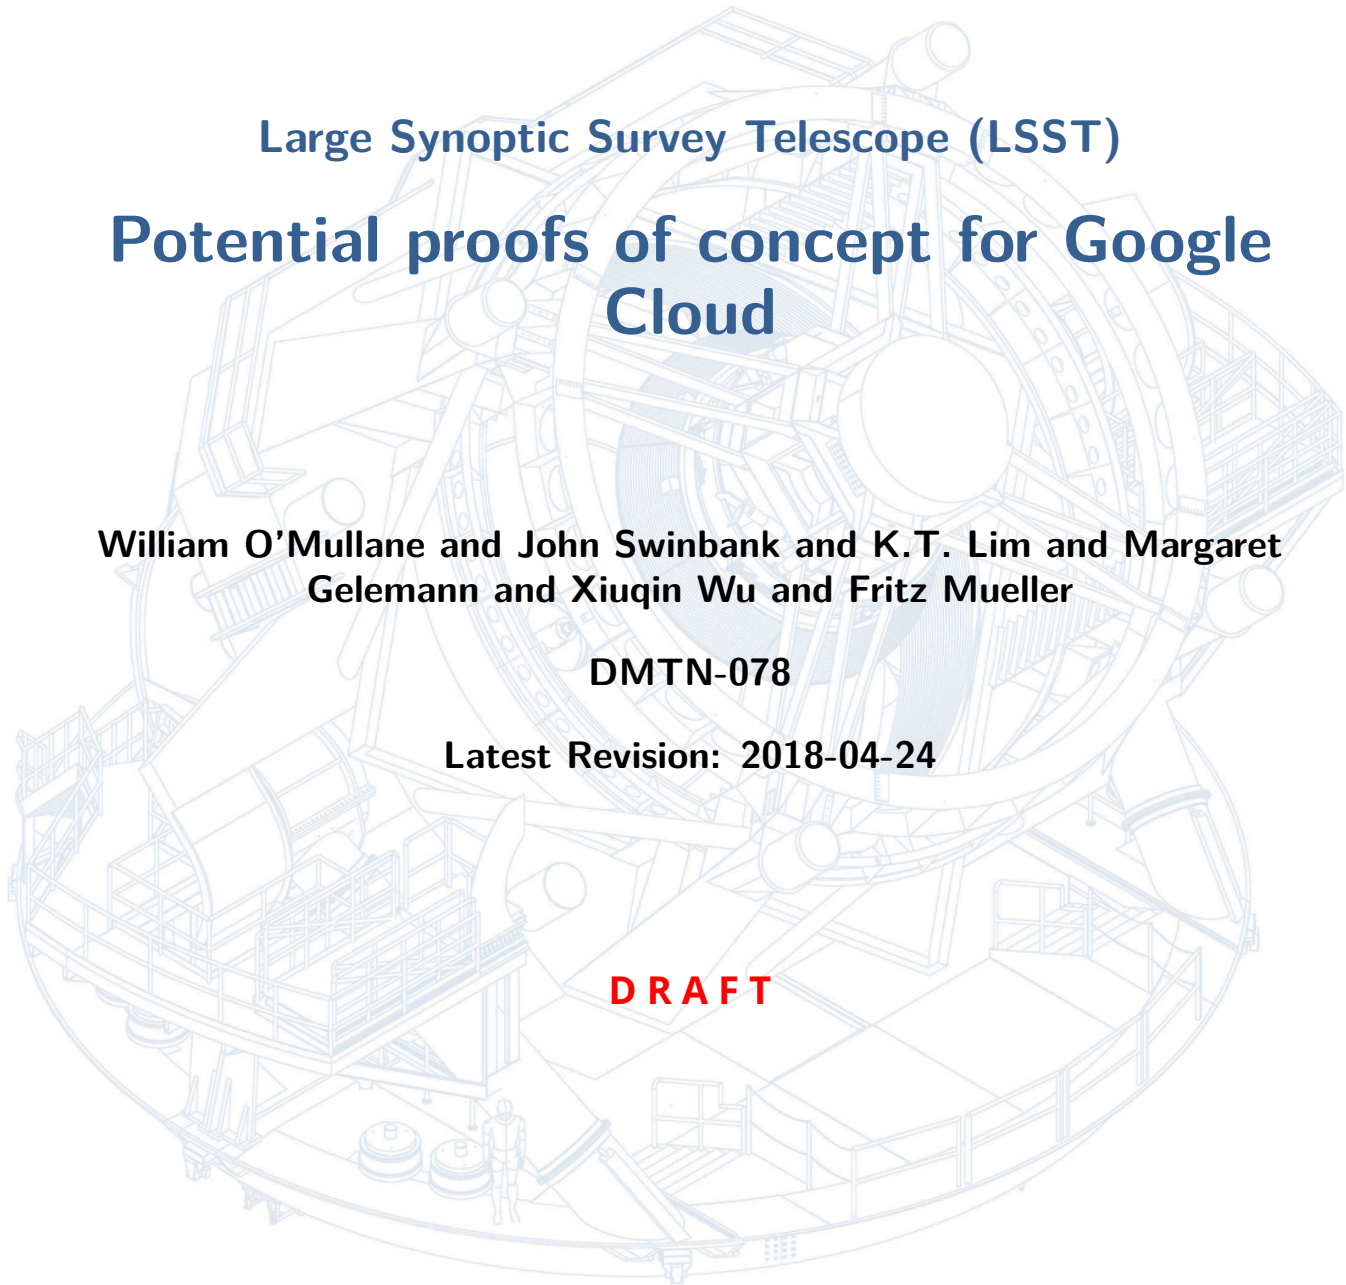 Large Synoptic Survey Telescope (LSST)
Potential proofs of concept for Google
Cloud
William O'Mullane and John Swinbank and K.T. Lim and Margaret
Gelemann and Xiuqin Wu and Fritz Mueller
DMTN-078
Latest Revision: 2018-04-24
D R A F T